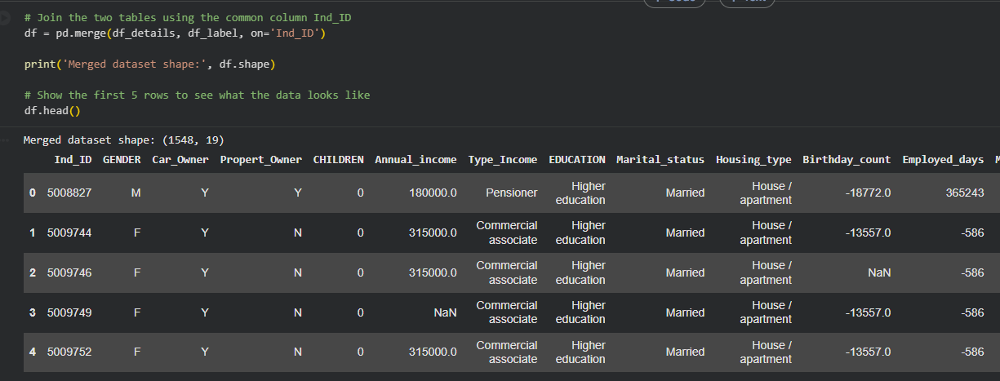 # Join the two tables using the common column Ind_ID
df = pd.merge(df_details, df_label, on='Ind_ID')
print('Merged dataset shape:', df.shape)
# Show the first 5 rows to see what the data looks like
df.head()
Merged dataset shape: (1548, 19)
Ind_ID GENDER Car_Owner Propert_Owner CHILDREN Annual_income Type_Income EDUCATION Marital_status Housing_type Birthday_count Employed_days
0 5008827 M Y Y 0 180000.0 Pensioner Higher education Married House / apartment -18772.0 365243
1 5009744 F Y N 0 315000.0 Commercial associate Higher education Married House / apartment -13557.0 -586
2 5009746 F Y N 0 315000.0 Commercial associate Higher education Married House / apartment NaN -586
3 5009749 F Y N 0 NaN Commercial associate Higher education Married House / apartment -13557.0 -586
4 5009752 F Y N 0 315000.0 Commercial associate Higher education Married House / apartment -13557.0 -586